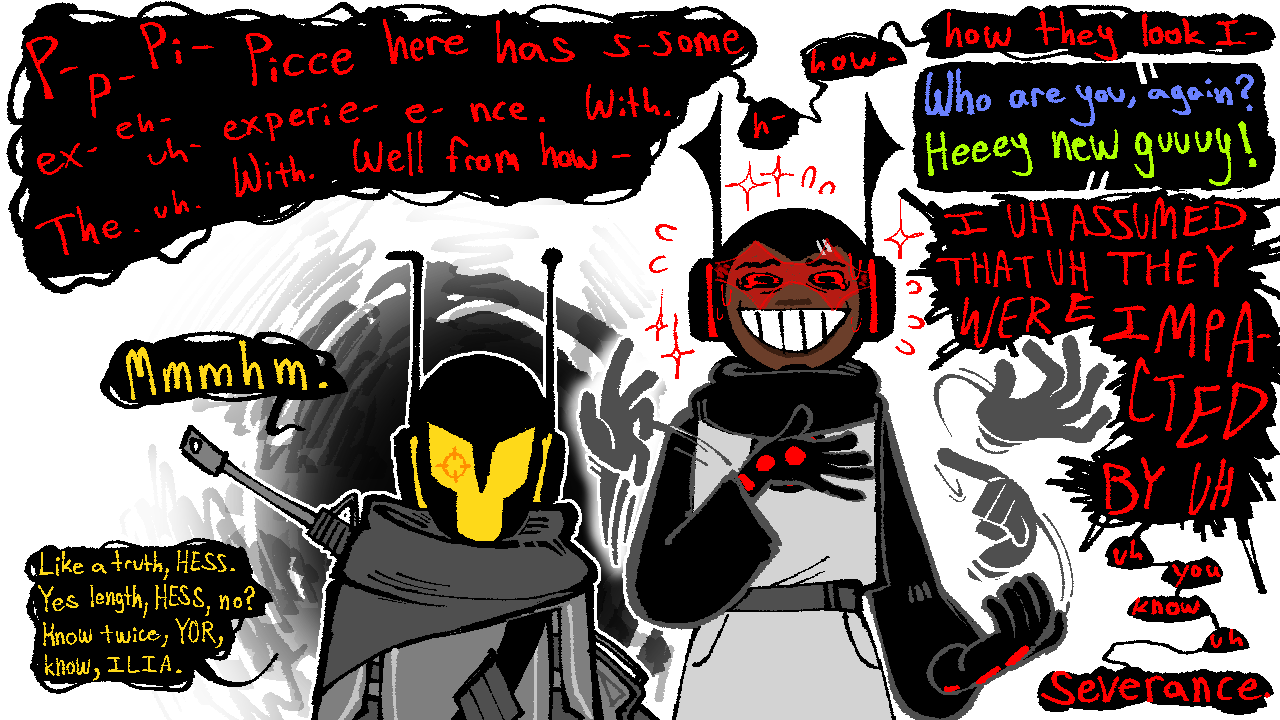 P- p- Pi- Picce here has s-some
ex- eh- uh- experie- e- nce. With.
The. uh. With. Well from how-
h-
how.
how they look I-
Who are you, again?
Heeey new guuuy!
I UH ASSUMED
THAT UH THEY
WERE IMPA-
CTED
BY UH
uh
you
know
uh
Severance.
Mmmhm.
Like a truth, HESS.
Yes length, HESS, no?
Know twice, YOR,
know, ILIA.